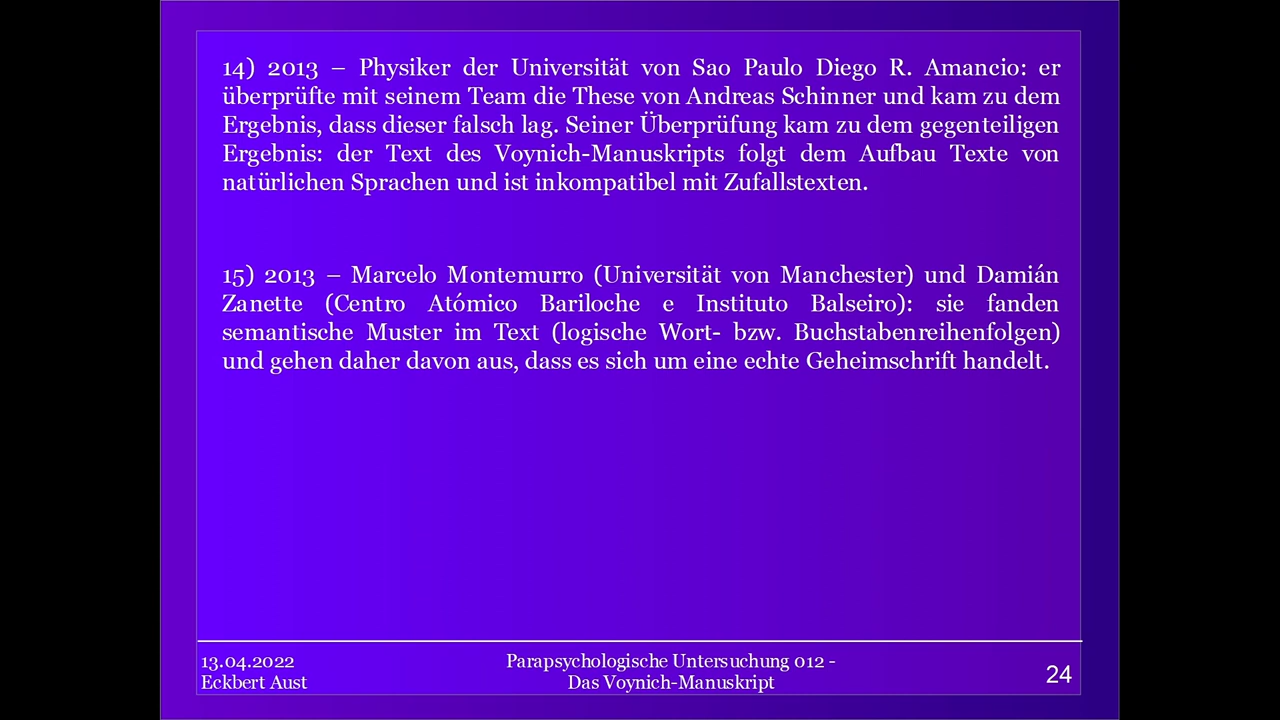 14) 2013 – Physiker der Universität von Sao Paulo Diego R. Amancio: er
überprüfte mit seinem Team die These von Andreas Schinner und kam zu dem
Ergebnis, dass dieser falsch lag. Seiner Überprüfung kam zu dem gegenteiligen
Ergebnis: der Text des Voynich-Manuskripts folgt dem Aufbau Texte von
natürlichen Sprachen und ist inkompatibel mit Zufallstexten.
15) 2013 – Marcelo Montemurro (Universität von Manchester) und Damián
Zanette (Centro Atómico Bariloche e Instituto Balseiro): sie fanden
semantische Muster im Text (logische Wort- bzw. Buchstabenreihenfolgen)
und gehen daher davon aus, dass es sich um eine echte Geheimschrift handelt.
13.04.2022
Eckbert Aust
Parapsychologische Untersuchung 012 -
Das Voynich-Manuskript
24